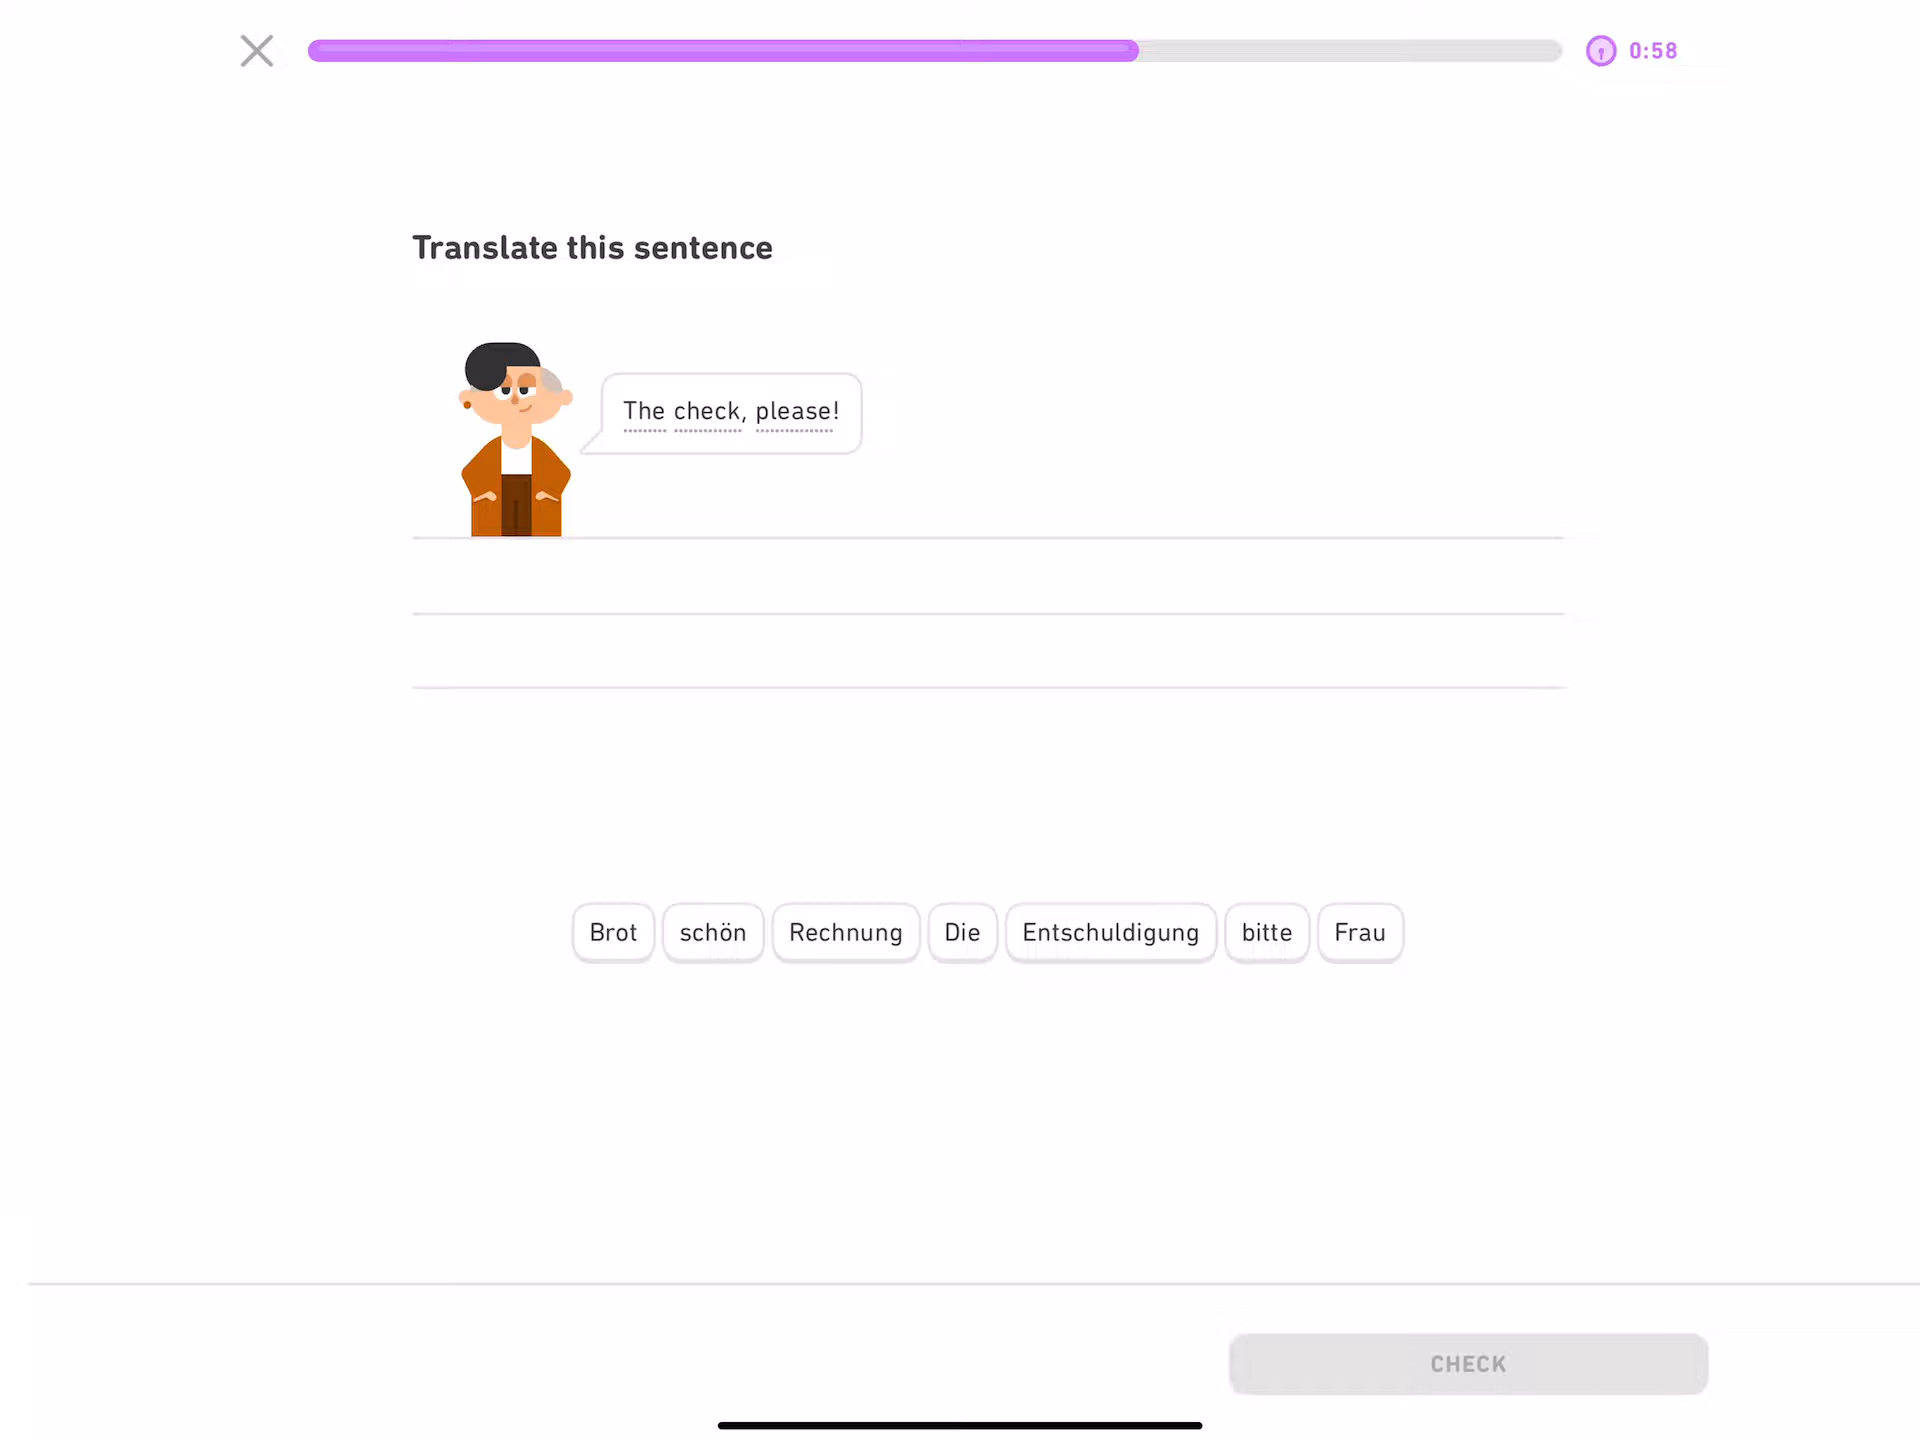 0:58
Translate this sentence
The check, please!
Brot schön Rechnung Die Entschuldigung bitte Frau
CHECK